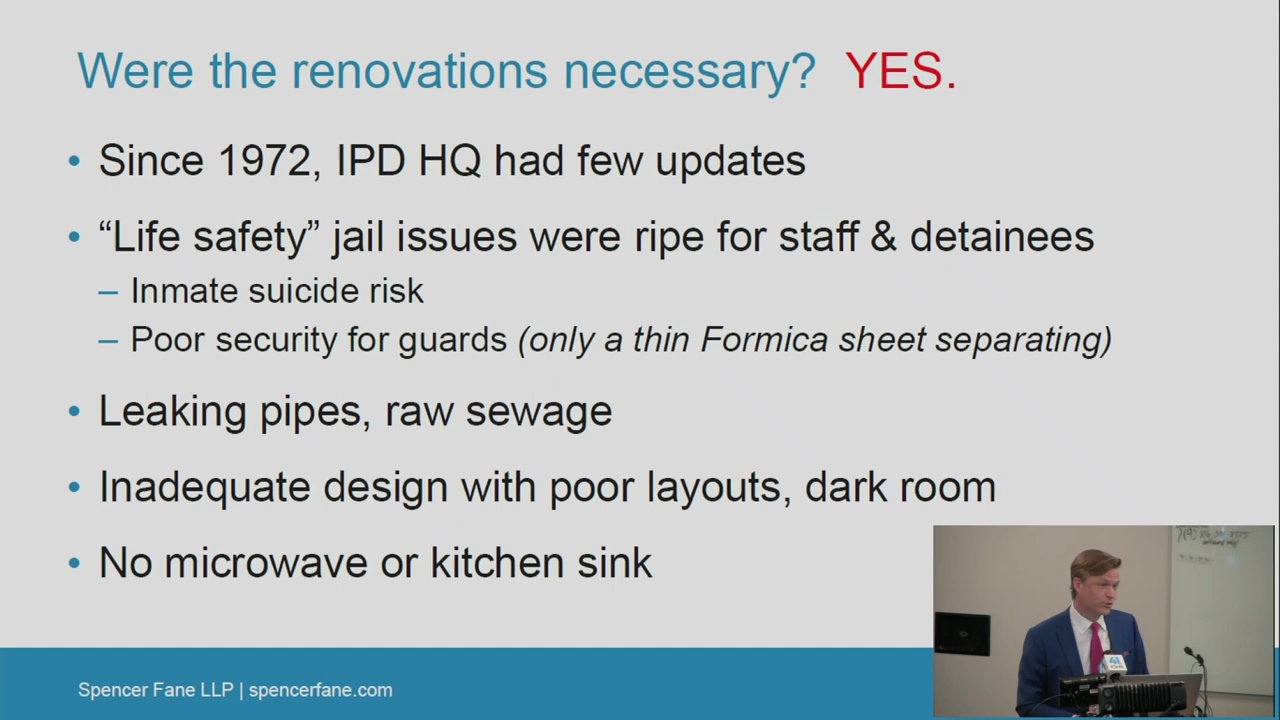 Were the renovations necessary? YES.
• Since 1972, IPD HQ had few updates
• “Life safety” jail issues were ripe for staff & detainees
– Inmate suicide risk
– Poor security for guards (only a thin Formica sheet separating)
• Leaking pipes, raw sewage
• Inadequate design with poor layouts, dark room
• No microwave or kitchen sink
Spencer Fane LLP | spencerfane.com
41